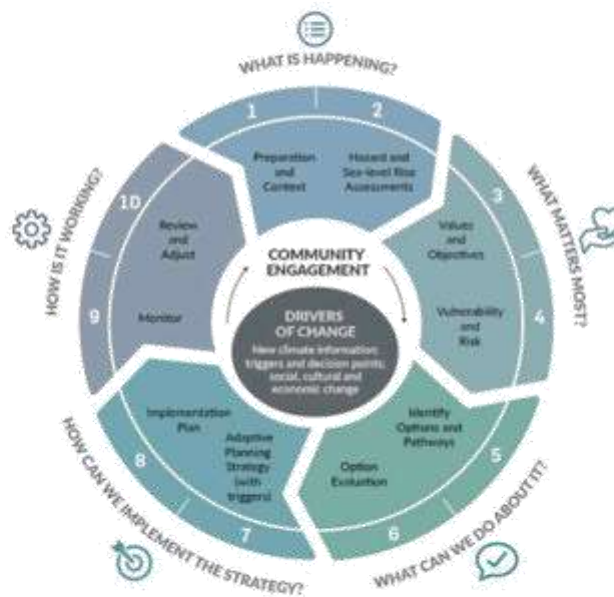 WHAT IS HAPPENING?
1
2
Preparation
and
Context
Hazard and
Sea-level Rise
Assessments
WHAT MATTERS MOST?
3
Values
and
Objectives
4
Vulnerability
and
Risk
WHAT CAN WE DO ABOUT IT?
5
Identify
Options and
Pathways
6
Option
Evaluation
HOW CAN WE IMPLEMENT THE STRATEGY?
7
Adaptive
Planning
Strategy
(with
triggers)
8
Implementation
Plan
HOW IS IT WORKING?
9
Monitor
10
Review
and
Adjust
COMMUNITY
ENGAGEMENT
DRIVERS
OF CHANGE
New climate information;
triggers and decision points;
social, cultural and
economic change